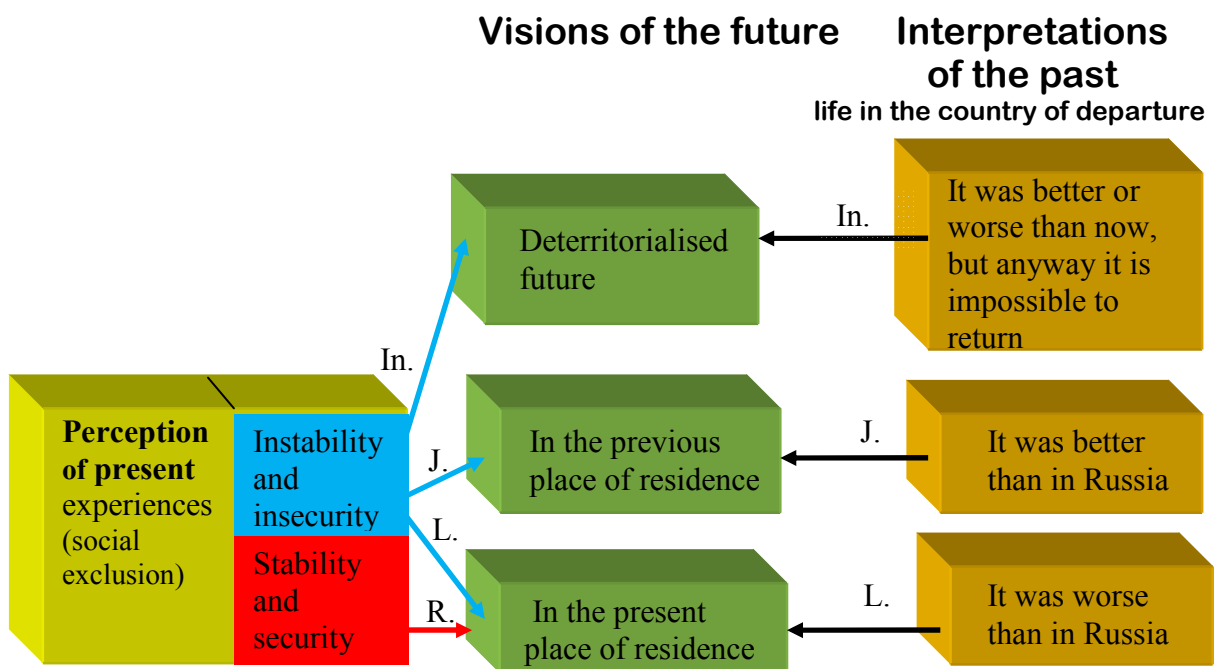 Visions of the future
Interpretations
of the past
life in the country of departure
It was better or
worse than now,
but anyway it is
impossible to
return
In.
Deterritorialised
future
In.
Perception
of present
experiences
(social
exclusion)
Instability
and
insecurity
Stability
and
security
J.
L.
R.
In the previous
place of residence
J.
It was better
than in Russia
In the present
place of residence
L.
It was worse
than in Russia